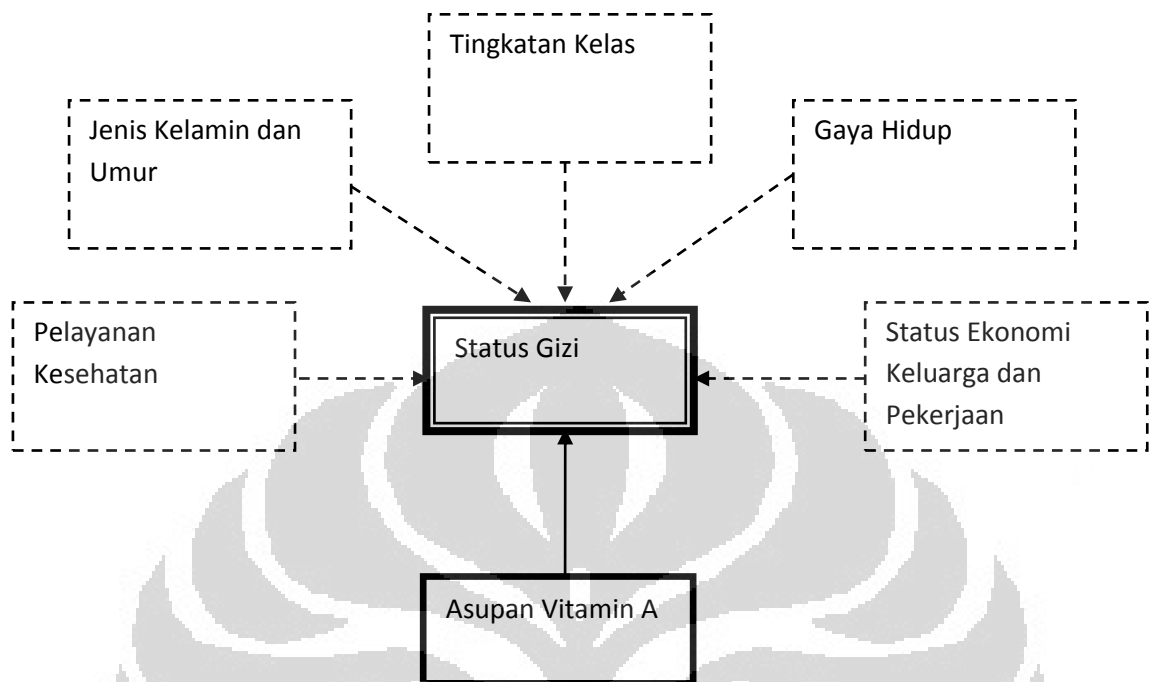 Tingkatan Kelas
Jenis Kelamin dan
Umur
Gaya Hidup
Pelayanan
Kesehatan
Status Gizi
Status Ekonomi
Keluarga dan
Pekerjaan
Asupan Vitamin A